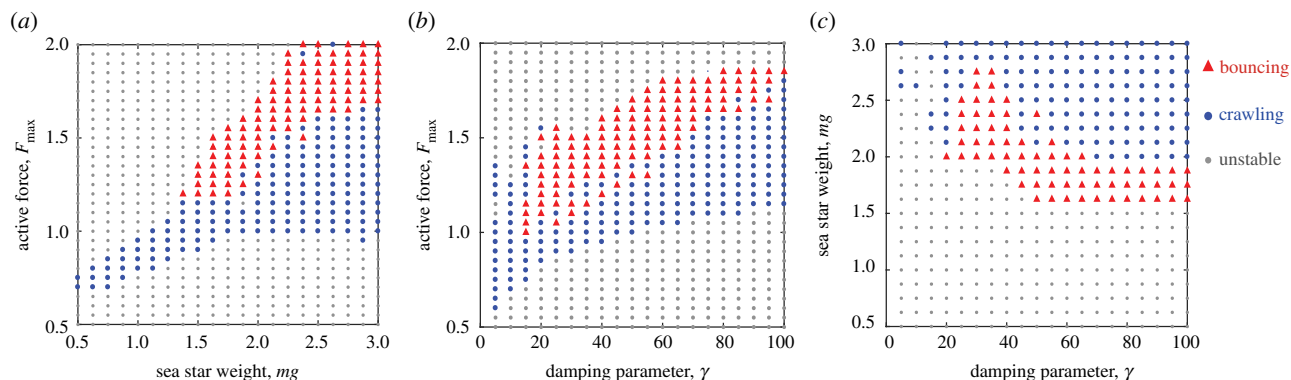 (a)
2.0
1.5
1.0
0.5
active force, Fmax
0.5 1.0 1.5 2.0 2.5 3.0
sea star weight, mg
(b)
2.0
1.5
1.0
0.5
active force, Fmax
0 20 40 60 80 100
damping parameter, γ
(c)
3.0
2.5
2.0
1.5
1.0
0.5
sea star weight, mg
0 20 40 60 80 100
damping parameter, γ
bouncing
crawling
unstable